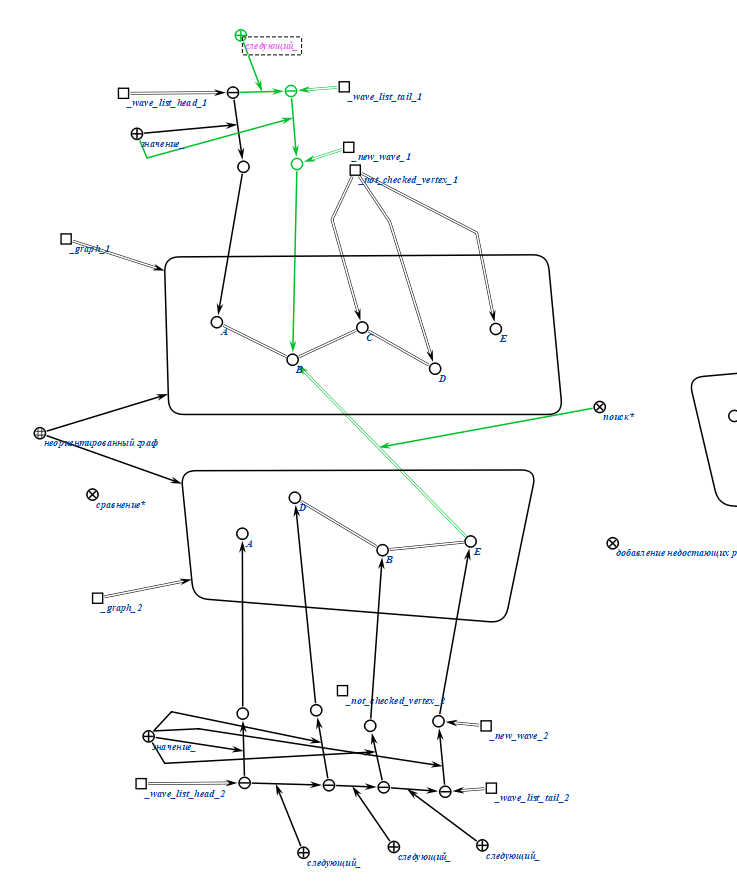 следующий_
_wave_list_head_1
_wave_list_tail_1
значение_
_new_wave_1
_not_checked_vertex_1
_graph_1
A
B
C
D
E
поиск*
неориентированный граф
сравнение*
D
A
B
E
добавление недостающих р
_graph_2
_not_checked_vertex_2
_new_wave_2
значение_
_wave_list_head_2
_wave_list_tail_2
следующий_
следующий_
следующий_